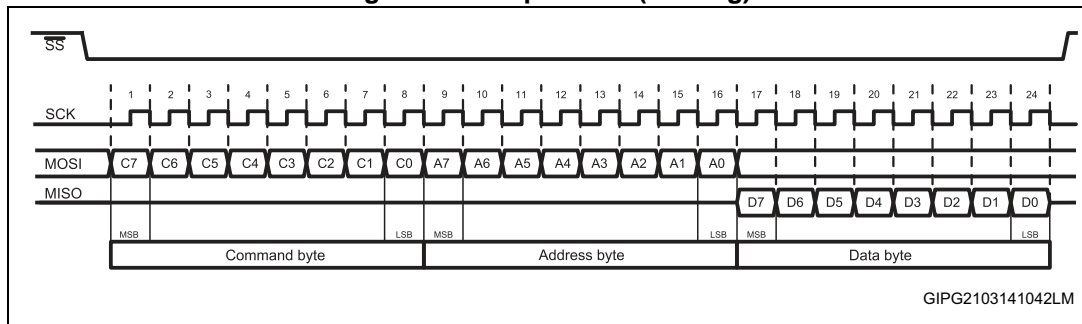 SS
1 2 3 4 5 6 7 8 9 10 11 12 13 14 15 16 17 18 19 20 21 22 23 24
SCK
MOSI C7 C6 C5 C4 C3 C2 C1 C0 A7 A6 A5 A4 A3 A2 A1 A0
MISO D7 D6 D5 D4 D3 D2 D1 D0
MSB LSB MSB LSB MSB LSB
Command byte Address byte Data byte
GIPG2103141042LM